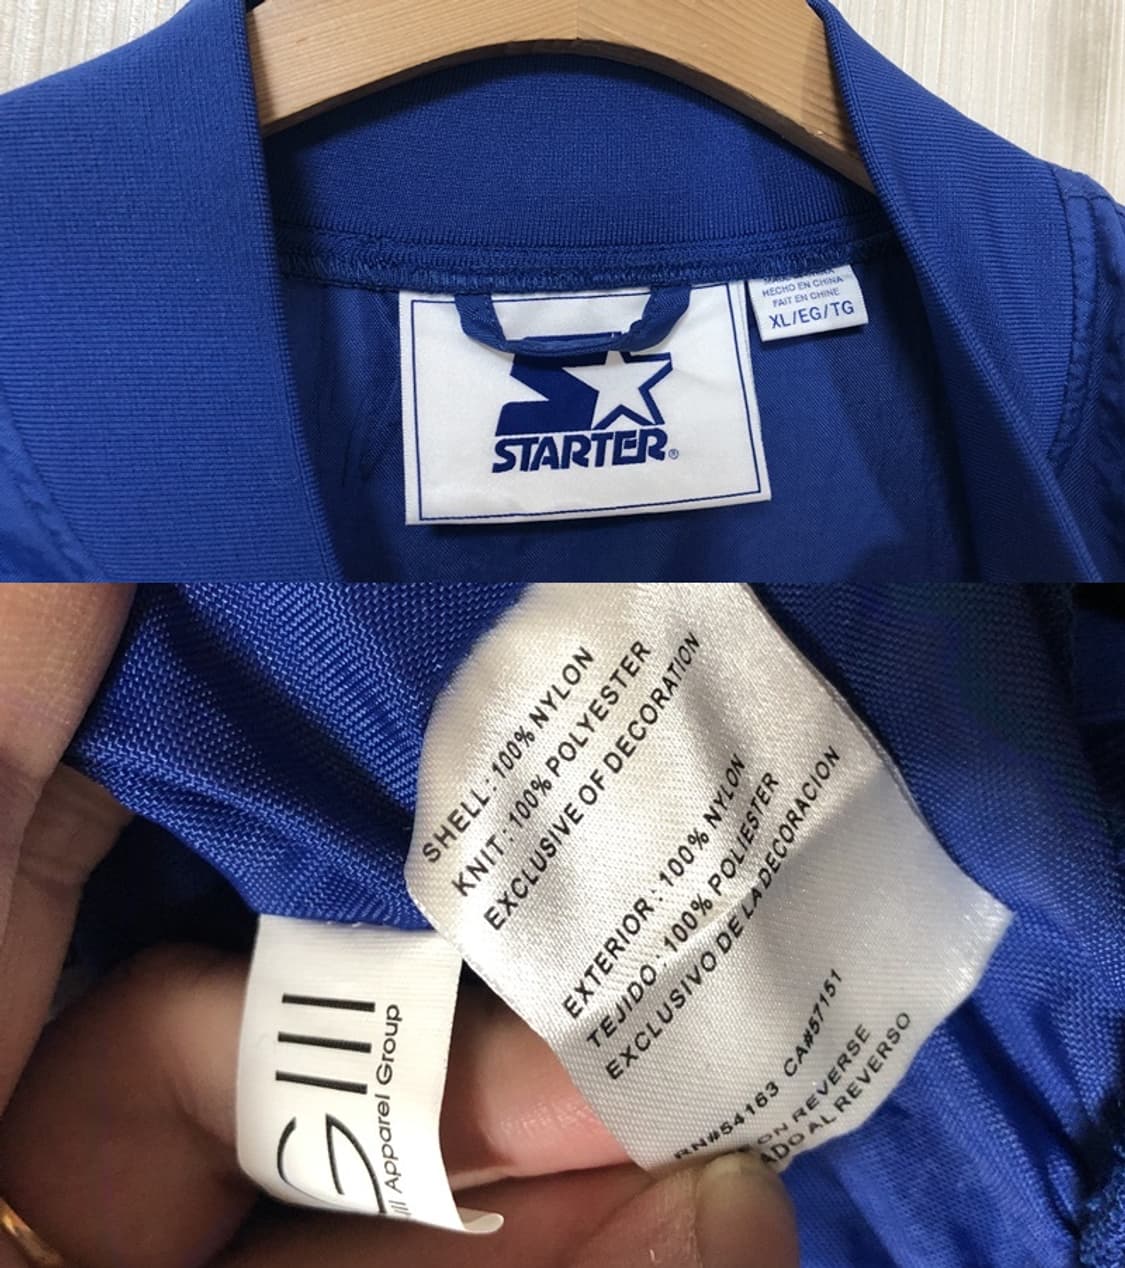 HECHO EN CHINA
FAIT EN CHINE
XL/EG/TG
STARTER®
SHELL : 100% NYLON
KNIT : 100% POLYESTER
EXCLUSIVE OF DECORATION
EXTERIOR : 100% NYLON
TEJIDO : 100% POLIESTER
EXCLUSIVO DE LA DECORACION
RN#54163 CA#57151
ON REVERSE
ADO AL REVERSO
GIII
Apparel Group